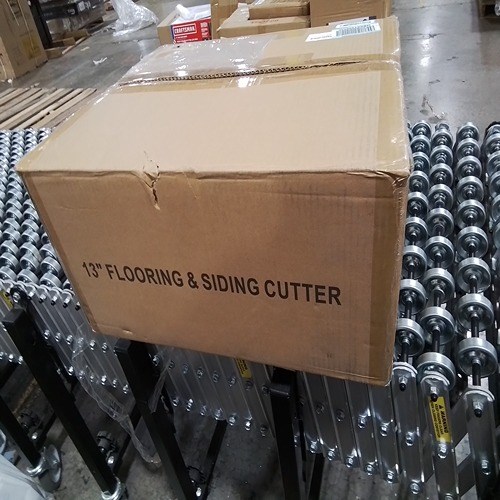 CRAFTSMAN
13" FLOORING & SIDING CUTTER